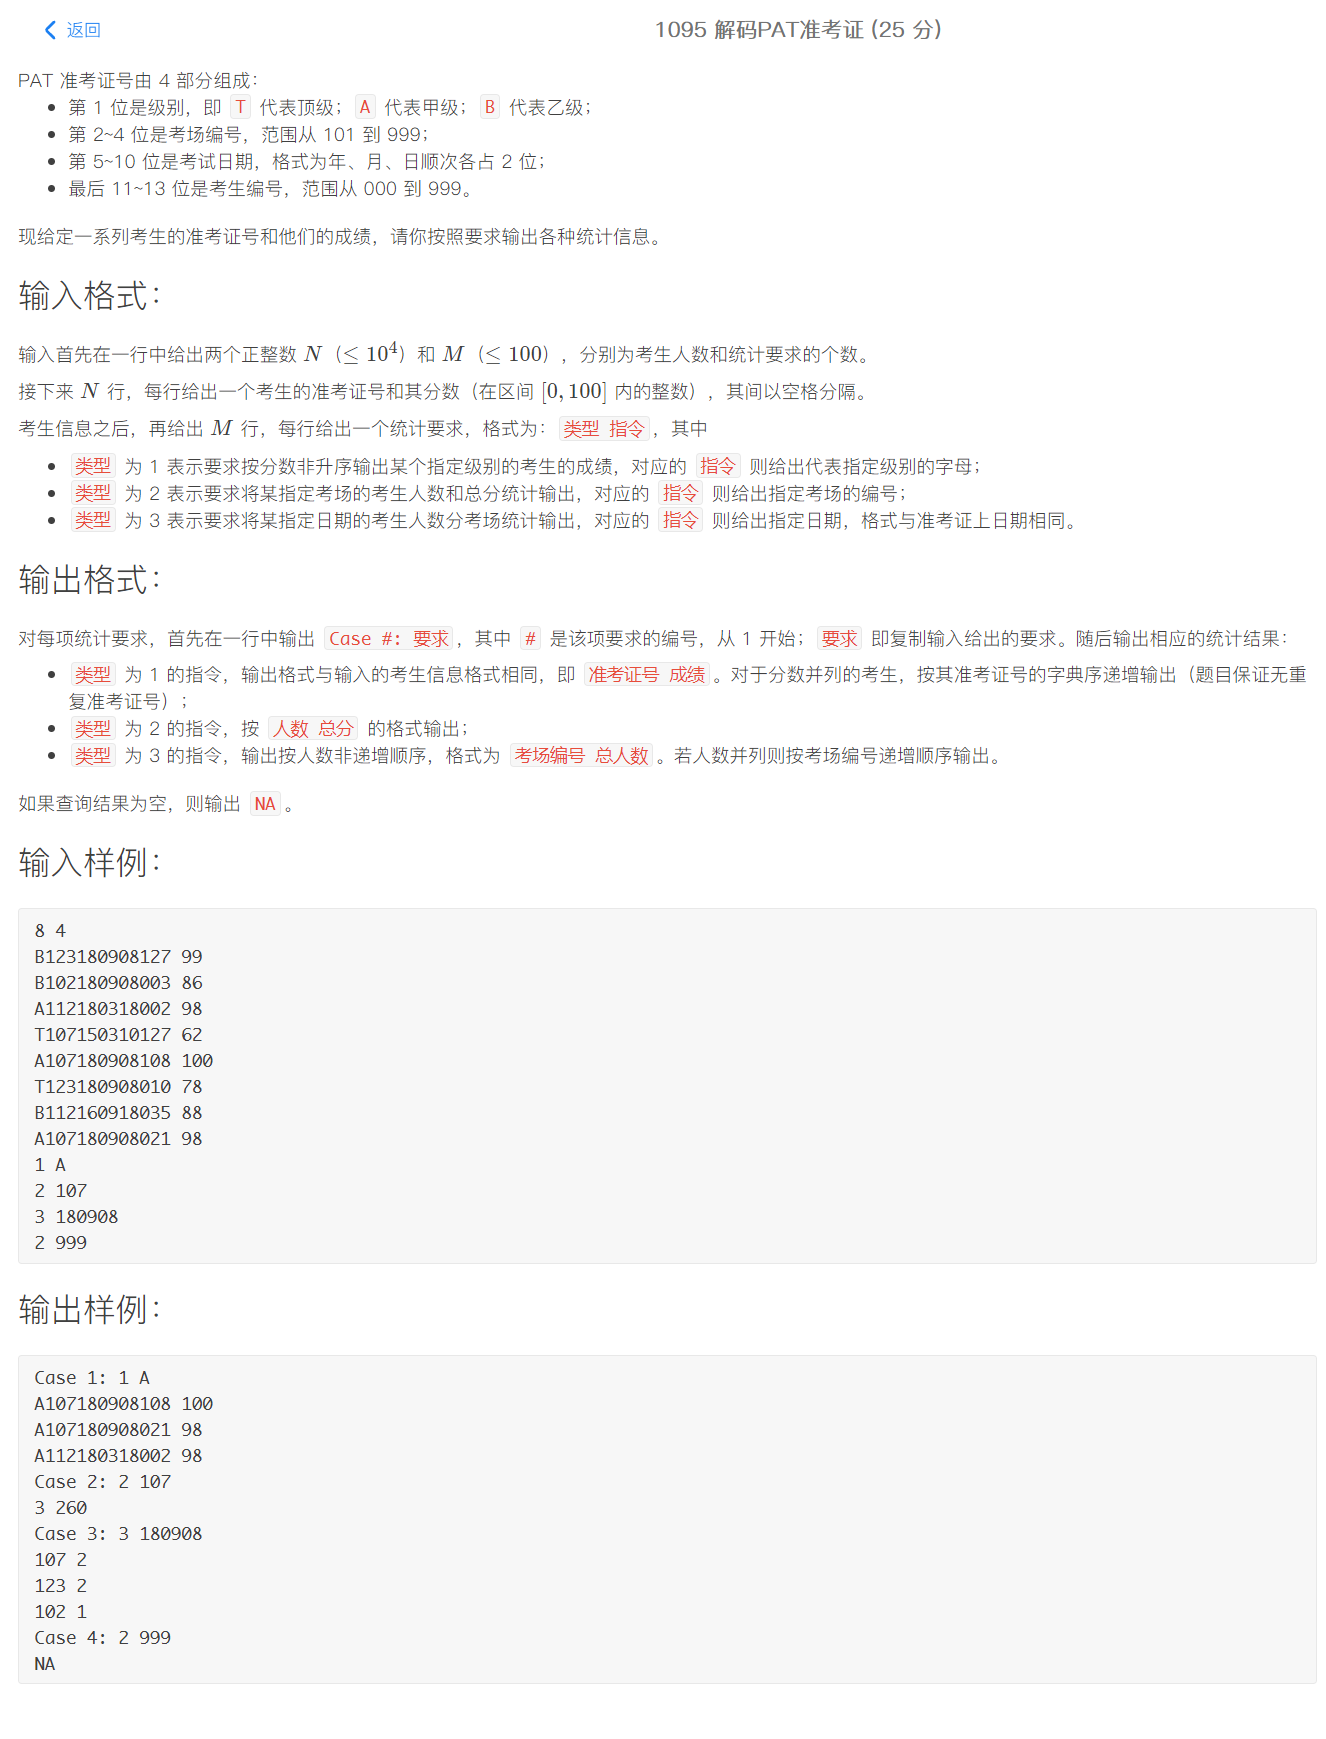 返回
1095 解码PAT准考证 (25 分)
PAT 准考证号由 4 部分组成：
第 1 位是级别，即 T 代表顶级；A 代表甲级；B 代表乙级；
第 2~4 位是考场编号，范围从 101 到 999；
第 5~10 位是考试日期，格式为年、月、日顺次各占 2 位；
最后 11~13 位是考生编号，范围从 000 到 999。
现给定一系列考生的准考证号和他们的成绩，请你按照要求输出各种统计信息。
输入格式：
输入首先在一行中给出两个正整数 N（≤ 10⁴）和 M（≤ 100），分别为考生人数和统计要求的个数。
接下来 N 行，每行给出一个考生的准考证号和其分数（在区间 [0, 100] 内的整数），其间以空格分隔。
考生信息之后，再给出 M 行，每行给出一个统计要求，格式为：类型 指令，其中
类型 为 1 表示要求按分数非升序输出某个指定级别的考生的成绩，对应的 指令 则给出代表指定级别的字母；
类型 为 2 表示要求将某指定考场的考生人数和总分统计输出，对应的 指令 则给出指定考场的编号；
类型 为 3 表示要求将某指定日期的考生人数分考场统计输出，对应的 指令 则给出指定日期，格式与准考证上日期相同。
输出格式：
对每项统计要求，首先在一行中输出 Case #: 要求，其中 # 是该项要求的编号，从 1 开始；要求 即复制输入给出的要求。随后输出相应的统计结果：
类型 为 1 的指令，输出格式与输入的考生信息格式相同，即 准考证号 成绩。对于分数并列的考生，按其准考证号的字典序递增输出（题目保证无重
复准考证号）；
类型 为 2 的指令，按 人数 总分 的格式输出；
类型 为 3 的指令，输出按人数非递增顺序，格式为 考场编号 总人数。若人数并列则按考场编号递增顺序输出。
如果查询结果为空，则输出 NA。
输入样例：
8 4
B123180908127 99
B102180908003 86
A112180318002 98
T107150310127 62
A107180908108 100
T123180908010 78
B112160918035 88
A107180908021 98
1 A
2 107
3 180908
2 999
输出样例：
Case 1: 1 A
A107180908108 100
A107180908021 98
A112180318002 98
Case 2: 2 107
3 260
Case 3: 3 180908
107 2
123 2
102 1
Case 4: 2 999
NA